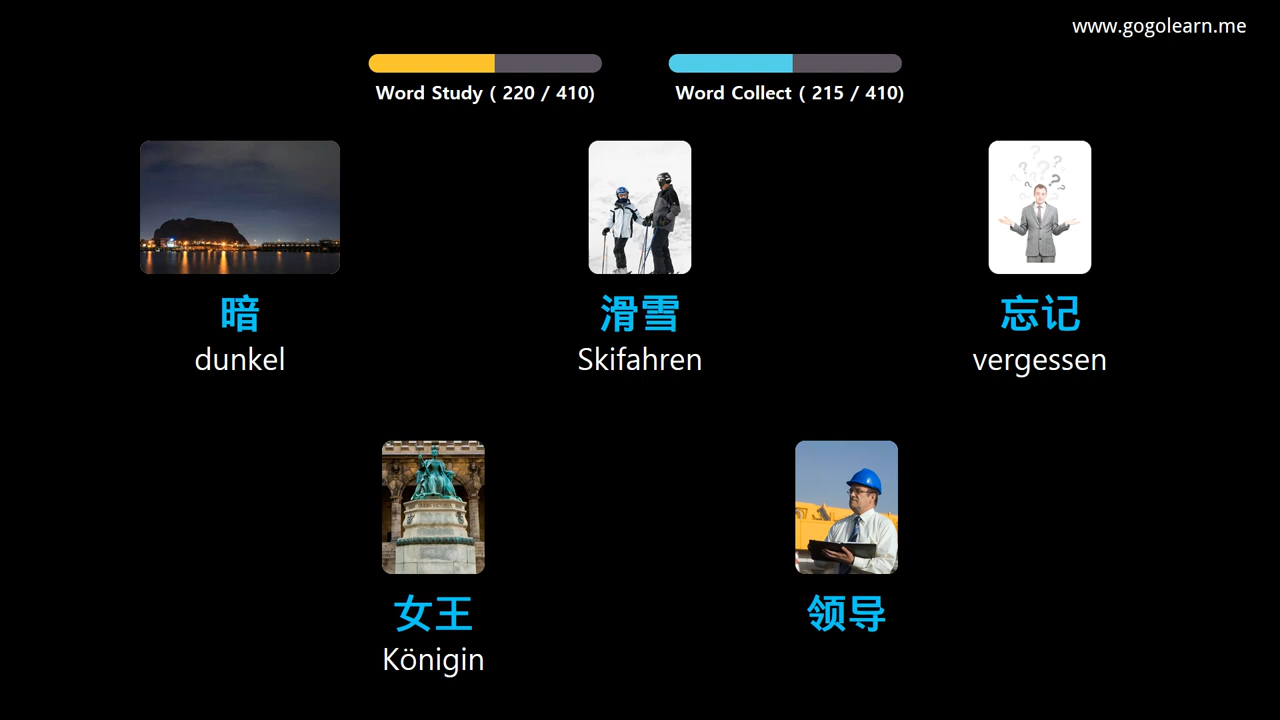 www.gogolearn.me
Word Study ( 220 / 410)
Word Collect ( 215 / 410)
暗
dunkel
滑雪
Skifahren
忘记
vergessen
女王
Königin
领导